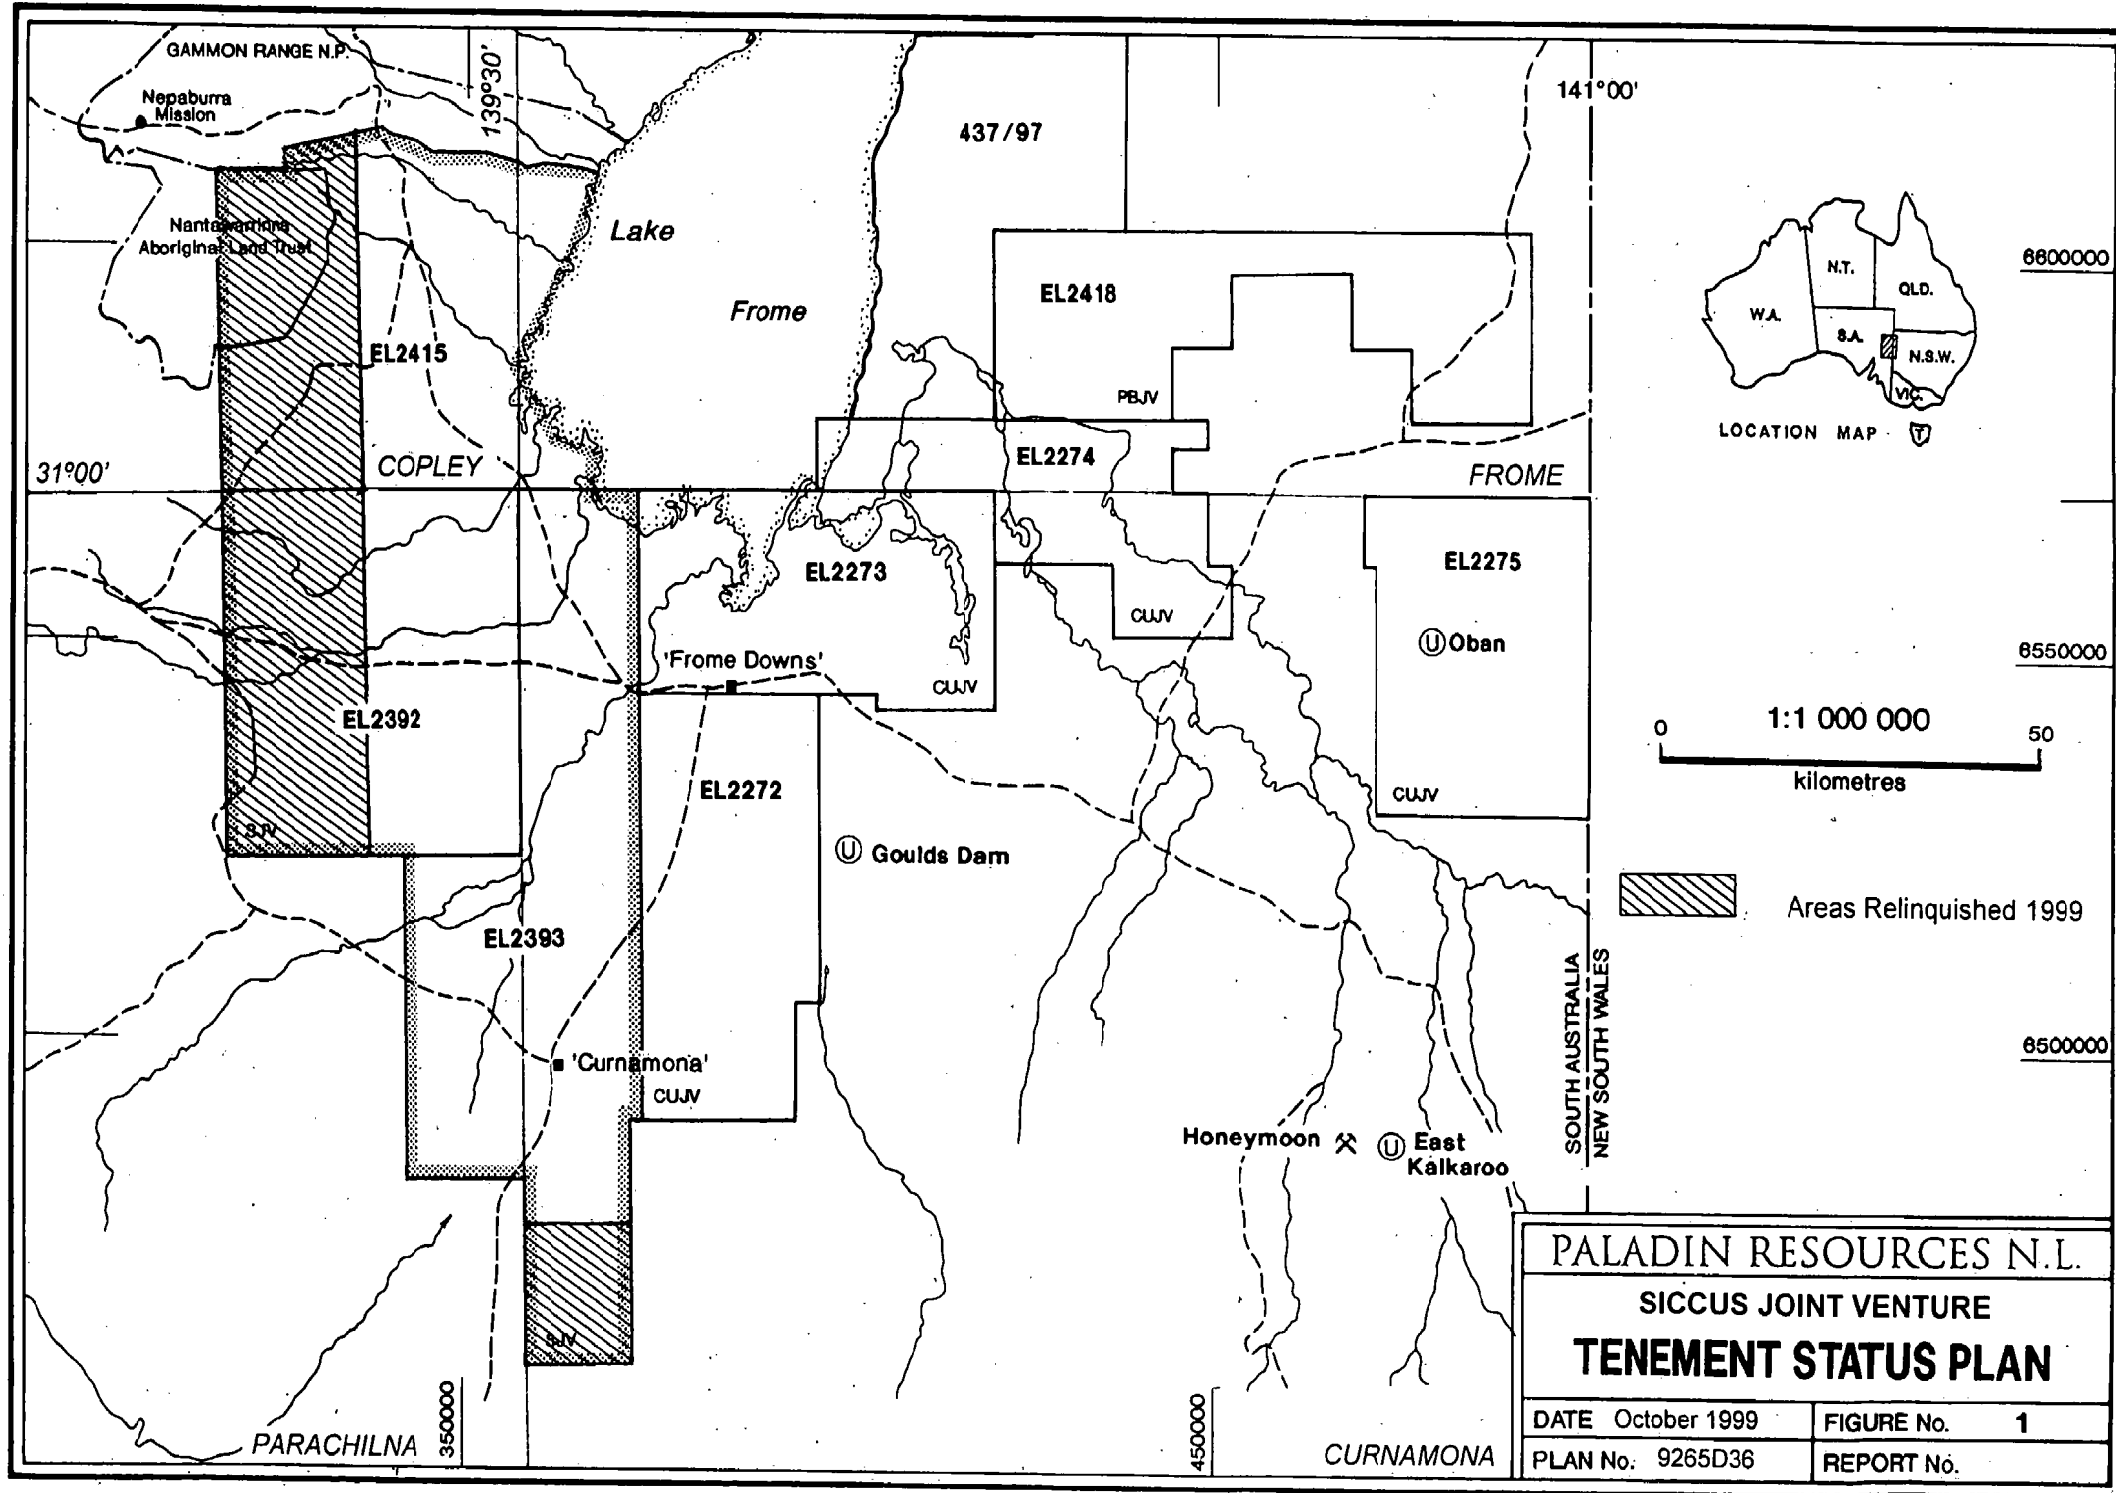 GAMMON RANGE N.P.
139°30'
141°00'
Nepaburra
Mission
437/97
Nantawarrinna
Aboriginal Land Trust
Lake
Frome
6600000
EL2418
N.T.
QLD.
W.A.
S.A.
N.S.W.
VIC.
EL2415
PBJV
LOCATION MAP
31°00'
COPLEY
EL2274
FROME
EL2273
EL2275
CUJV
U Oban
6550000
'Frome Downs'
CUJV
EL2392
1:1 000 000
0
50
kilometres
EL2272
CUJV
SJV
U Goulds Dam
Areas Relinquished 1999
EL2393
SOUTH AUSTRALIA
NEW SOUTH WALES
6500000
'Curnamona'
CUJV
Honeymoon
U East
Kalkaroo
SJV
350000
450000
PARACHILNA
CURNAMONA
PALADIN RESOURCES N.L.
SICCUS JOINT VENTURE
TENEMENT STATUS PLAN
DATE October 1999
FIGURE No. 1
PLAN No. 9265D36
REPORT No.